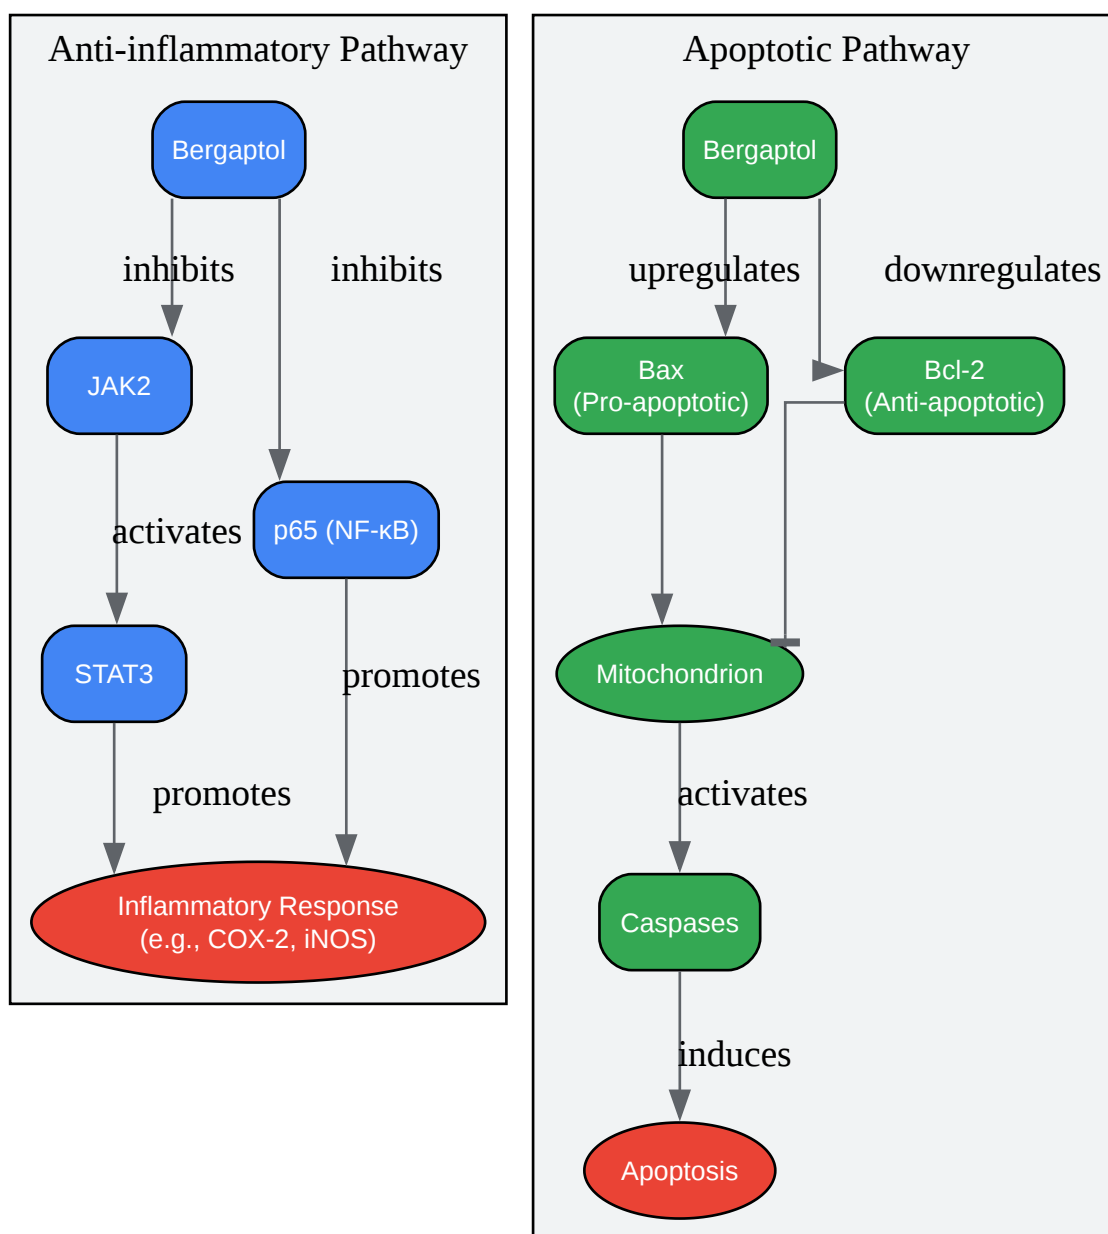 Anti-inflammatory Pathway
Bergaptol
inhibits
inhibits
JAK2
activates
p65 (NF-κB)
STAT3
promotes
promotes
Inflammatory Response
(e.g., COX-2, iNOS)
Apoptotic Pathway
Bergaptol
upregulates
downregulates
Bax
(Pro-apoptotic)
Bcl-2
(Anti-apoptotic)
Mitochondrion
activates
Caspases
induces
Apoptosis